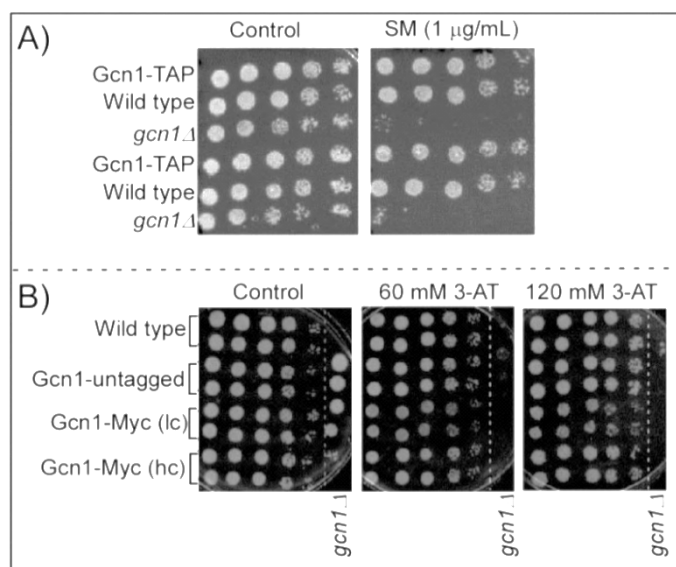 A)
Control
SM (1 μg/mL)
Gcn1-TAP
Wild type
gcn1Δ
Gcn1-TAP
Wild type
gcn1Δ
B)
Control
60 mM 3-AT
120 mM 3-AT
Wild type
Gcn1-untagged
Gcn1-Myc (lc)
Gcn1-Myc (hc)
gcn1Δ
gcn1Δ
gcn1Δ